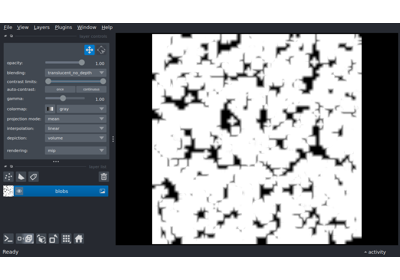 File View Layers Plugins Window Help
opacity: 1.00
blending: translucent_no_depth
contrast limits:
auto-contrast: once continuous
gamma: 1.00
colormap: gray
projection mode: mean
interpolation: linear
depiction: volume
rendering: mip
blobs
Ready activity